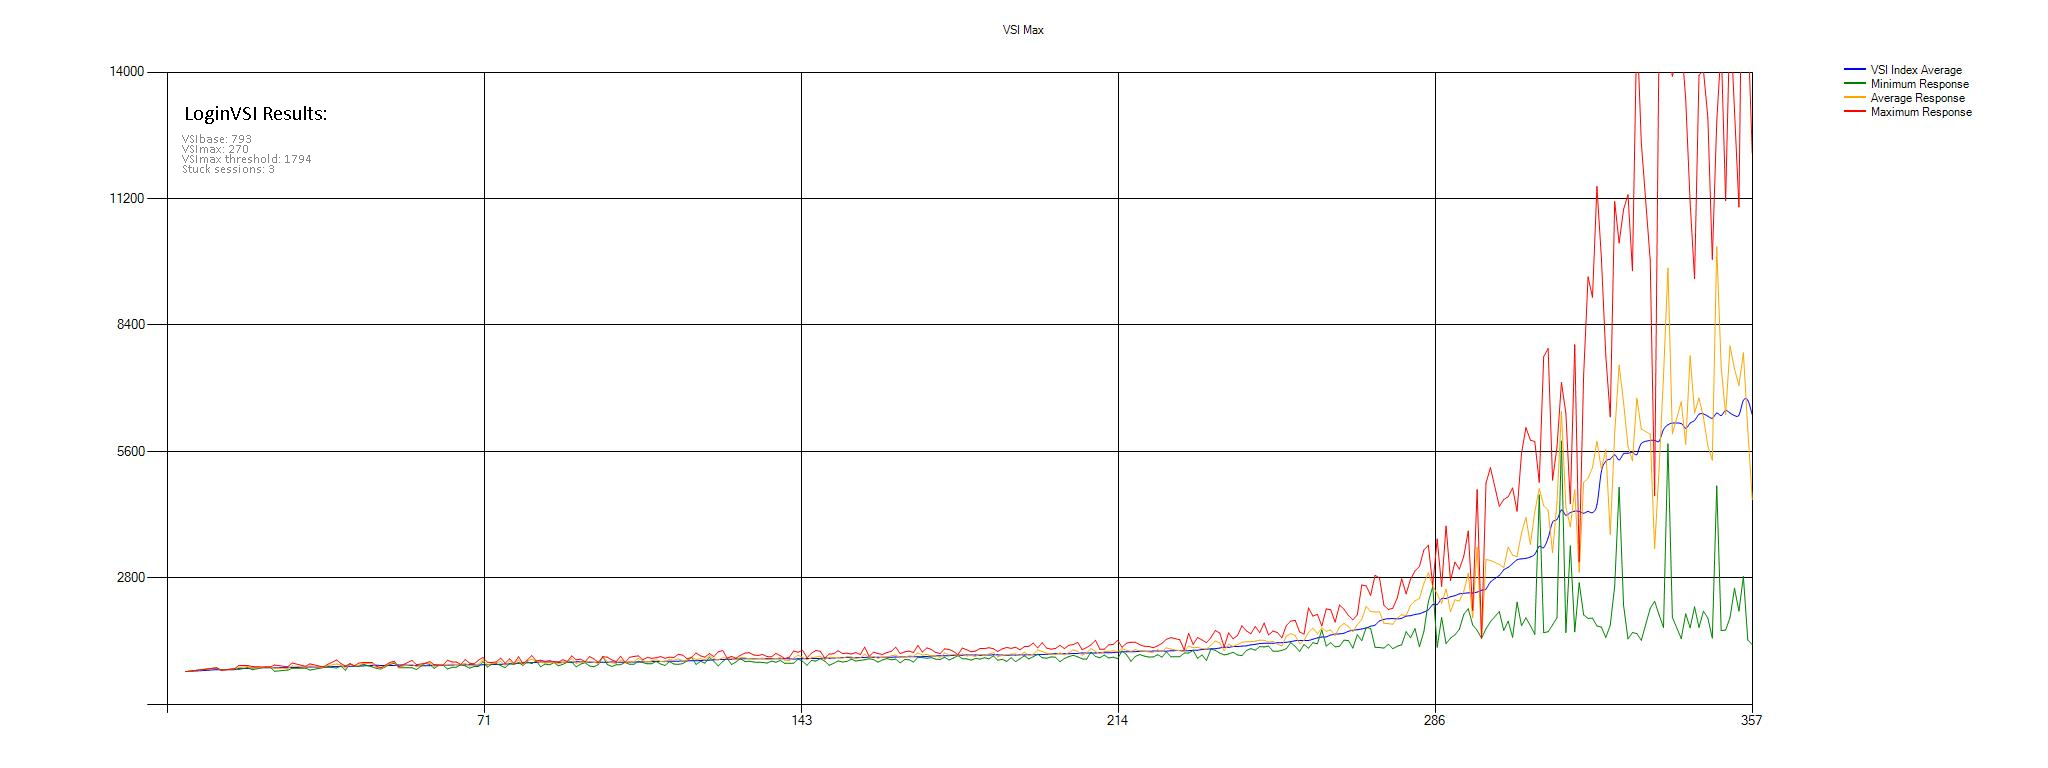 VSI Max
14000
11200
8400
5600
2800
LoginVSI Results:
VSIbase: 793
VSImax: 270
VSImax threshold: 1794
Stuck sessions: 3
VSI Index Average
Minimum Response
Average Response
Maximum Response
71
143
214
286
357